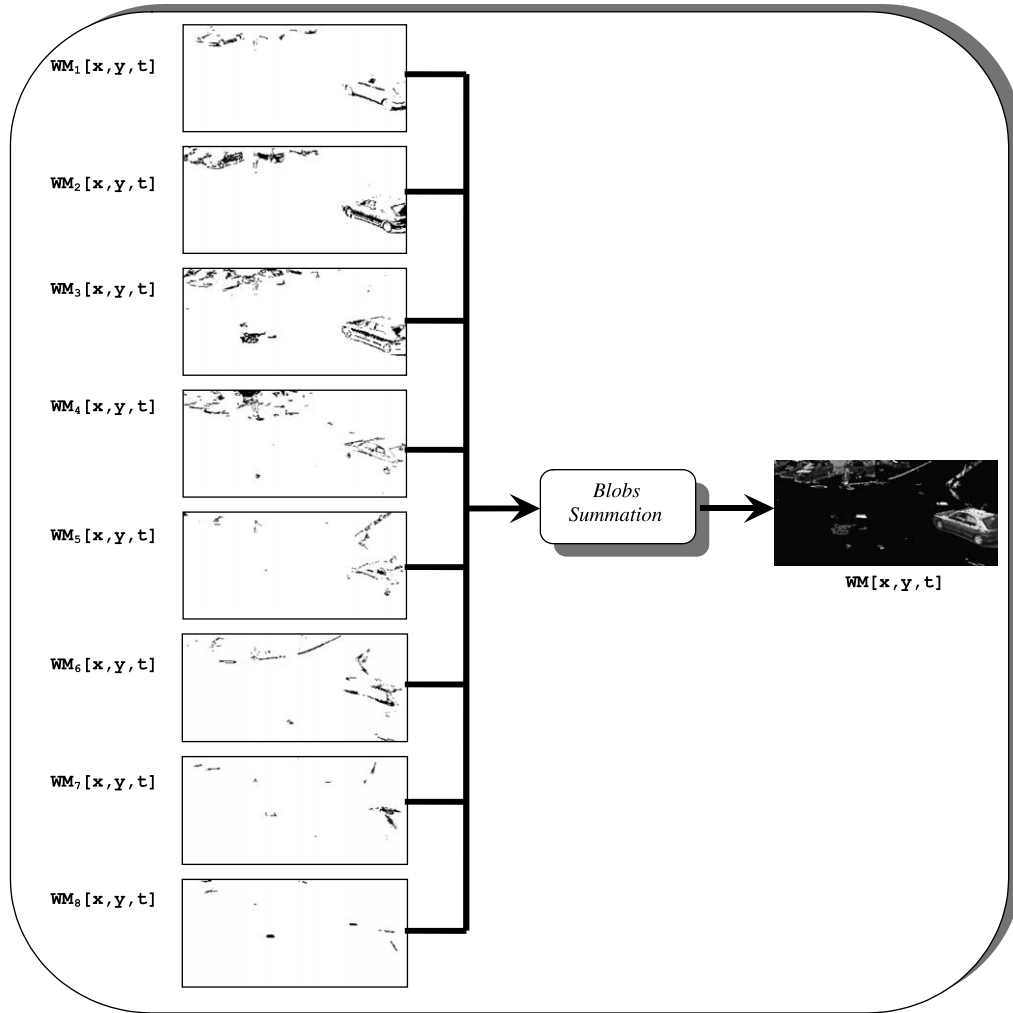 WM₁[x,y,t]
WM₂[x,y,t]
WM₃[x,y,t]
WM₄[x,y,t]
WM₅[x,y,t]
WM₆[x,y,t]
WM₇[x,y,t]
WM₈[x,y,t]
Blobs
Summation
WM[x,y,t]